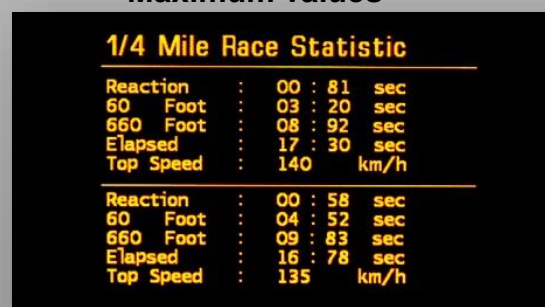 Maximum values
1/4 Mile Race Statistic
Reaction : 00 : 81 sec
60 Foot : 03 : 20 sec
660 Foot : 08 : 92 sec
Elapsed : 17 : 30 sec
Top Speed : 140 km/h
Reaction : 00 : 58 sec
60 Foot : 04 : 52 sec
660 Foot : 09 : 83 sec
Elapsed : 16 : 78 sec
Top Speed : 135 km/h